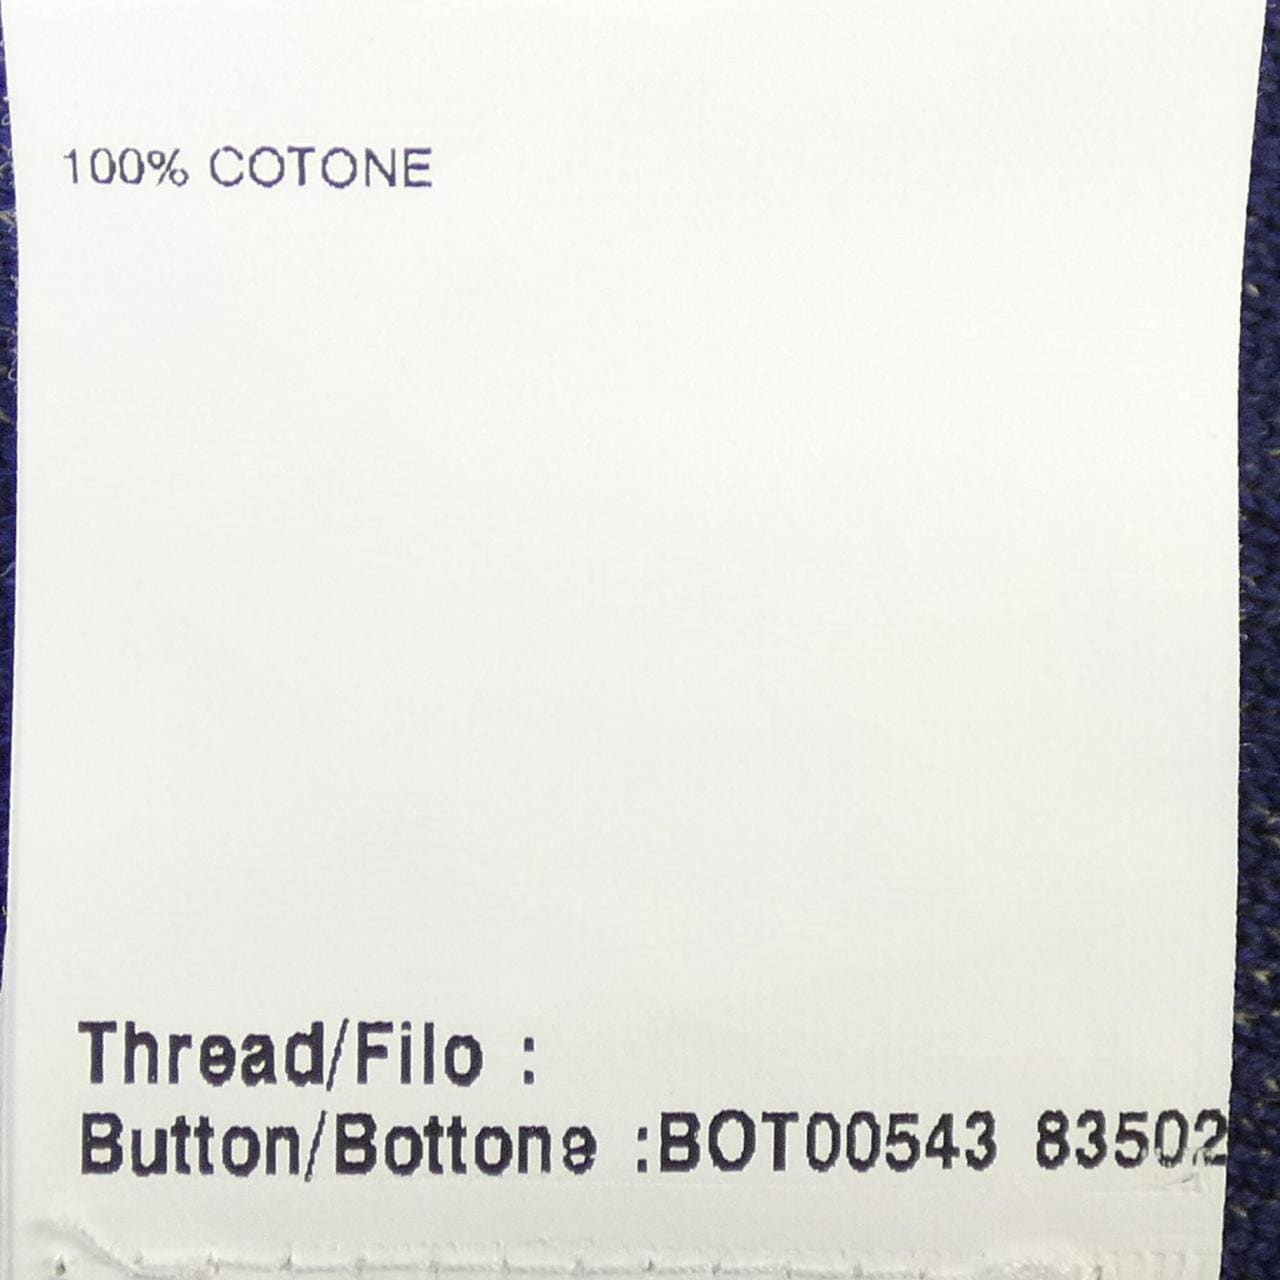 100% COTONE
Thread/Filo :
Button/Bottone :BOT00543 83502